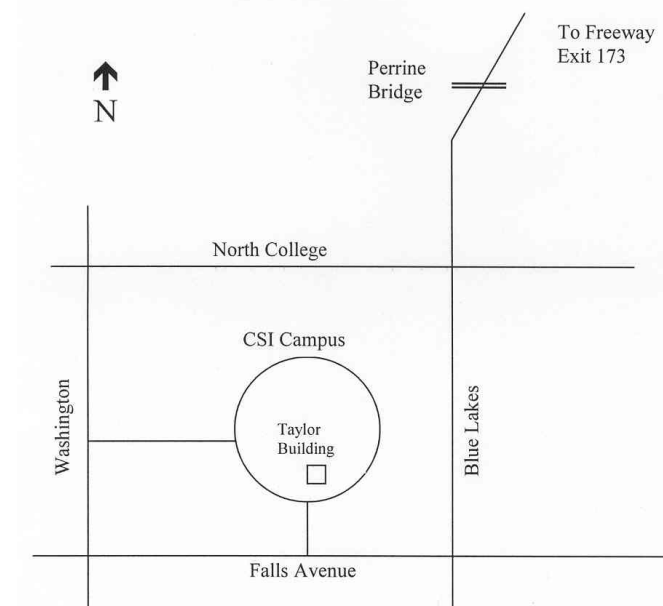 To Freeway
Exit 173
Perrine
Bridge
N
North College
CSI Campus
Washington
Taylor
Building
Blue Lakes
Falls Avenue